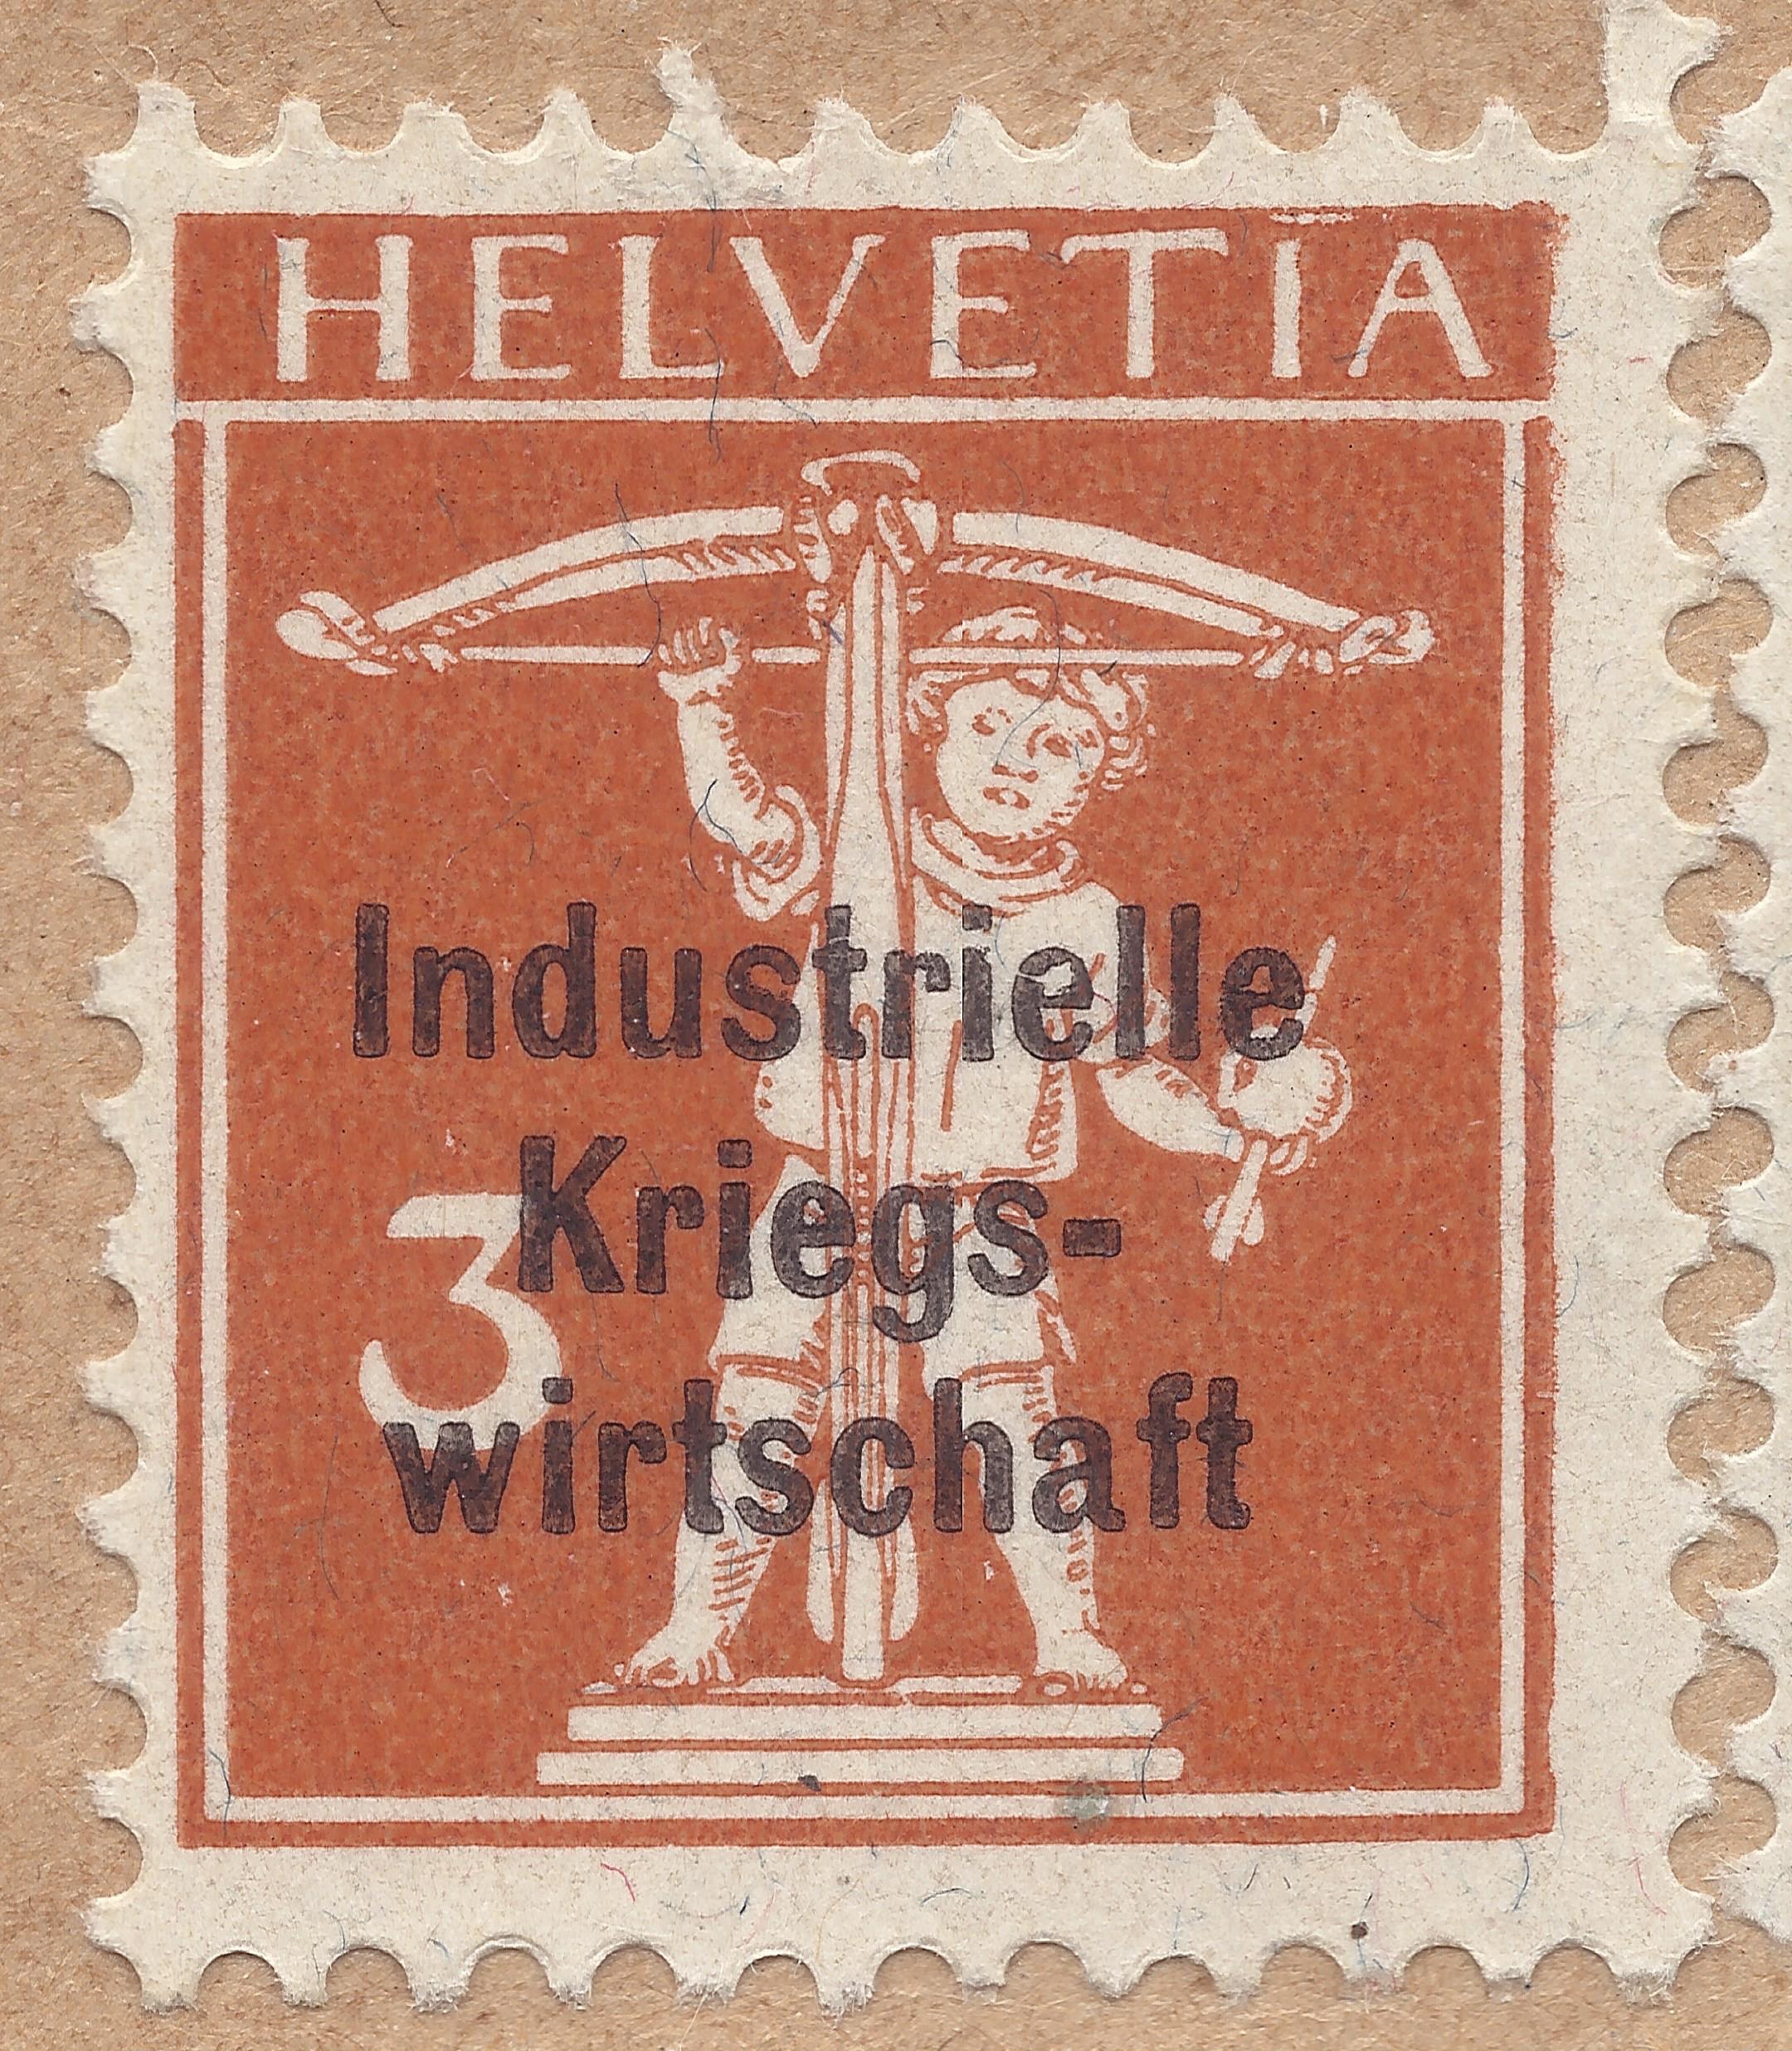 HELVETIA
Industrielle
Kriegs-
3
wirtschaft